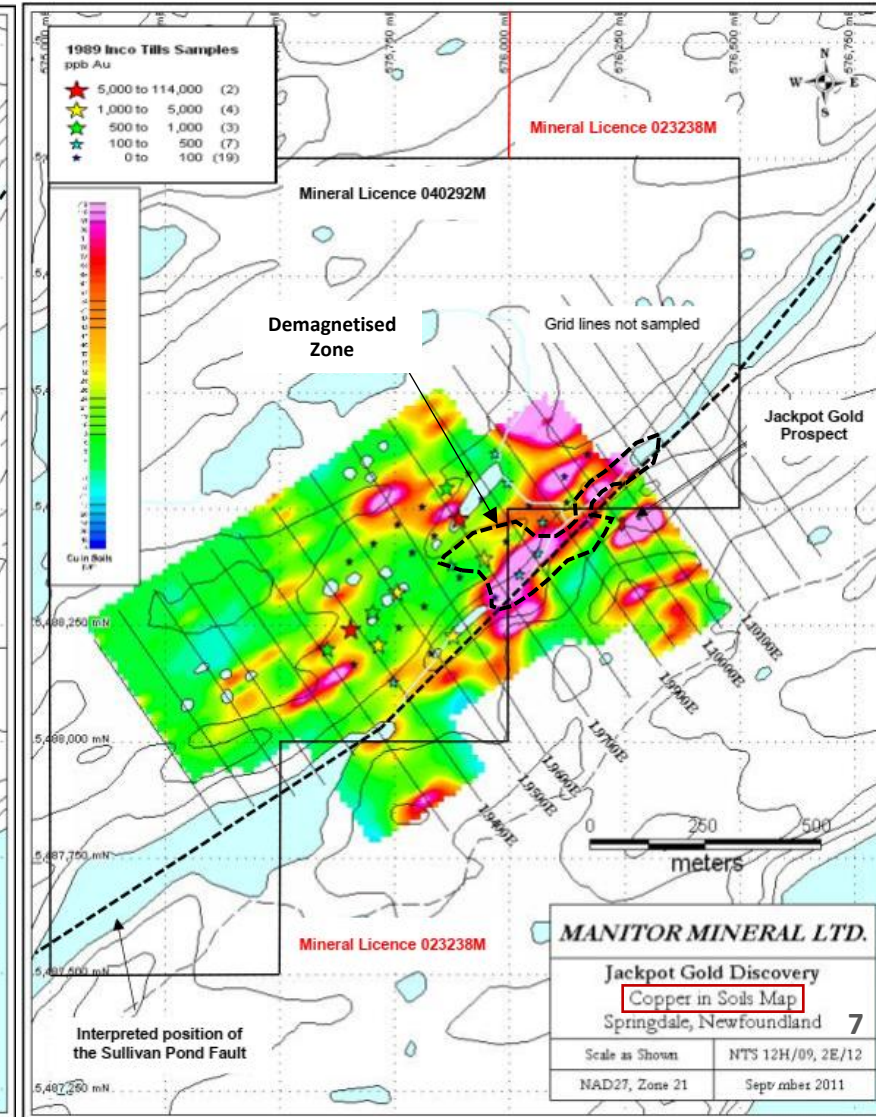 1989 Inco Tills Samples
ppb Au
5,000 to 114,000 (2)
1,000 to 5,000 (4)
500 to 1,000 (3)
100 to 500 (7)
0 to 100 (19)
575,750 mE
576,000 mE
576,250 mE
576,500 mE
N
W E
S
Mineral Licence 023238M
Mineral Licence 040292M
Cu in Soils
Demagnetised
Zone
Grid lines not sampled
Jackpot Gold
Prospect
5,488,250 mN
5,488,000 mN
5,487,750 mN
5,487,500 mN
5,487,250 mN
L10100E
L10000E
L9900E
L9700E
L9600E
L9500E
L9400E
0 250 500
meters
Mineral Licence 023238M
Interpreted position of
the Sullivan Pond Fault
MANITOR MINERAL LTD.
Jackpot Gold Discovery
Copper in Soils Map
Springdale, Newfoundland
7
Scale as Shown
NTS 12H/09, 2E/12
NAD27, Zone 21
September 2011